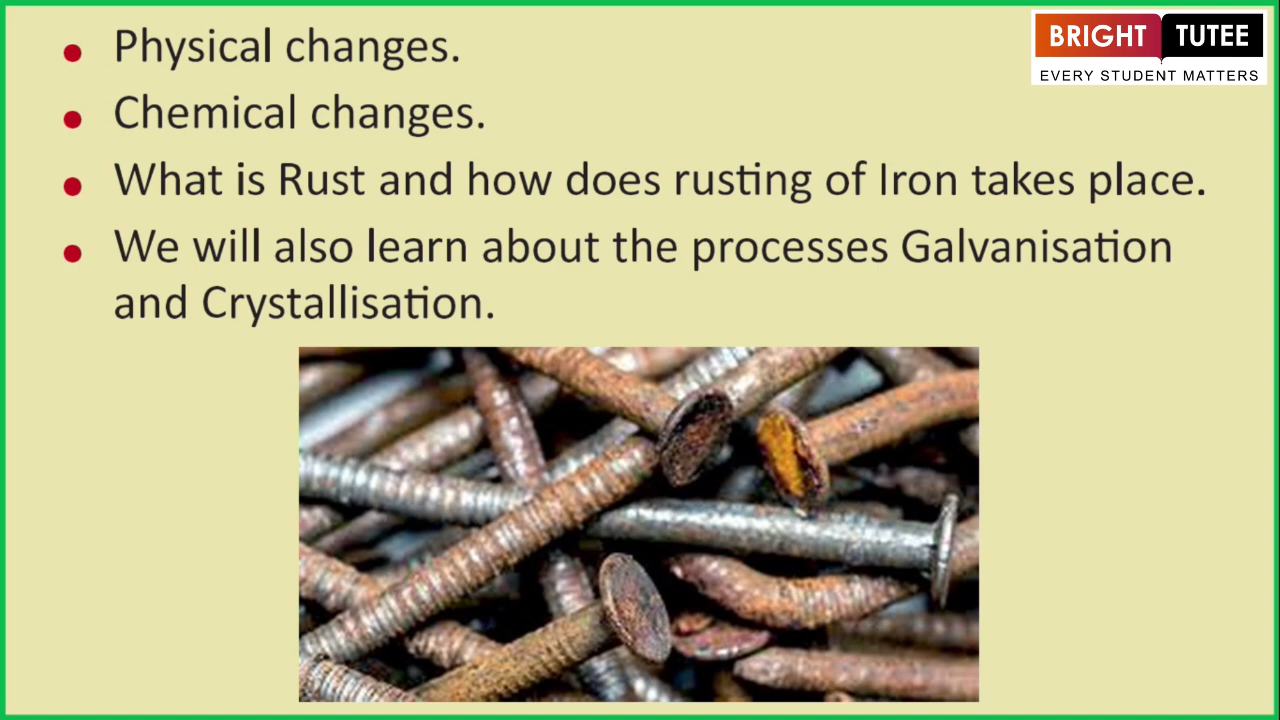 • Physical changes.
• Chemical changes.
• What is Rust and how does rusting of Iron takes place.
• We will also learn about the processes Galvanisation
and Crystallisation.
BRIGHT TUTEE
EVERY STUDENT MATTERS